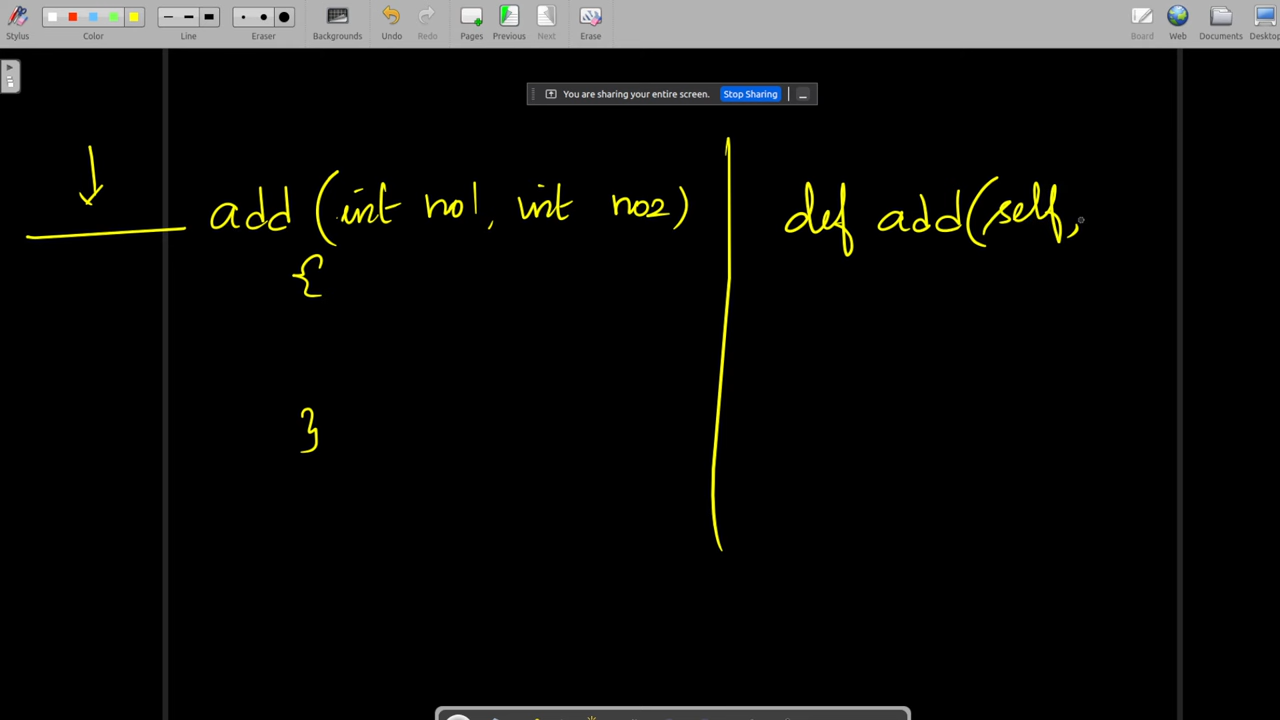 Stylus Color Line Eraser Backgrounds Undo Redo Pages Previous Next Erase Board Web Documents Desktop
You are sharing your entire screen. Stop Sharing
add (int no1, int no2)
{
}
def add(self,